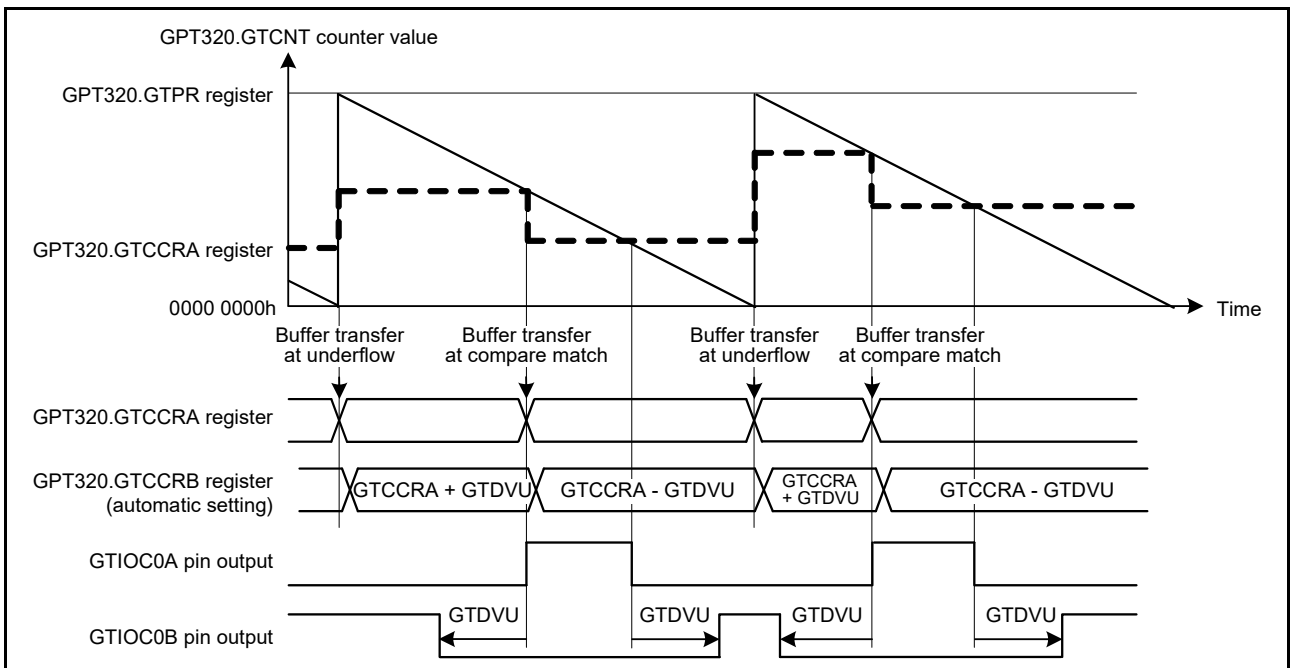 GPT320.GTCNT counter value
GPT320.GTPR register
GPT320.GTCCRA register
0000 0000h
Time
Buffer transfer
at underflow
Buffer transfer
at compare match
Buffer transfer
at underflow
Buffer transfer
at compare match
GPT320.GTCCRA register
GPT320.GTCCRB register
(automatic setting)
GTCCRA + GTDVU
GTCCRA - GTDVU
GTCCRA
+ GTDVU
GTCCRA - GTDVU
GTIOC0A pin output
GTIOC0B pin output
GTDVU
GTDVU
GTDVU
GTDVU